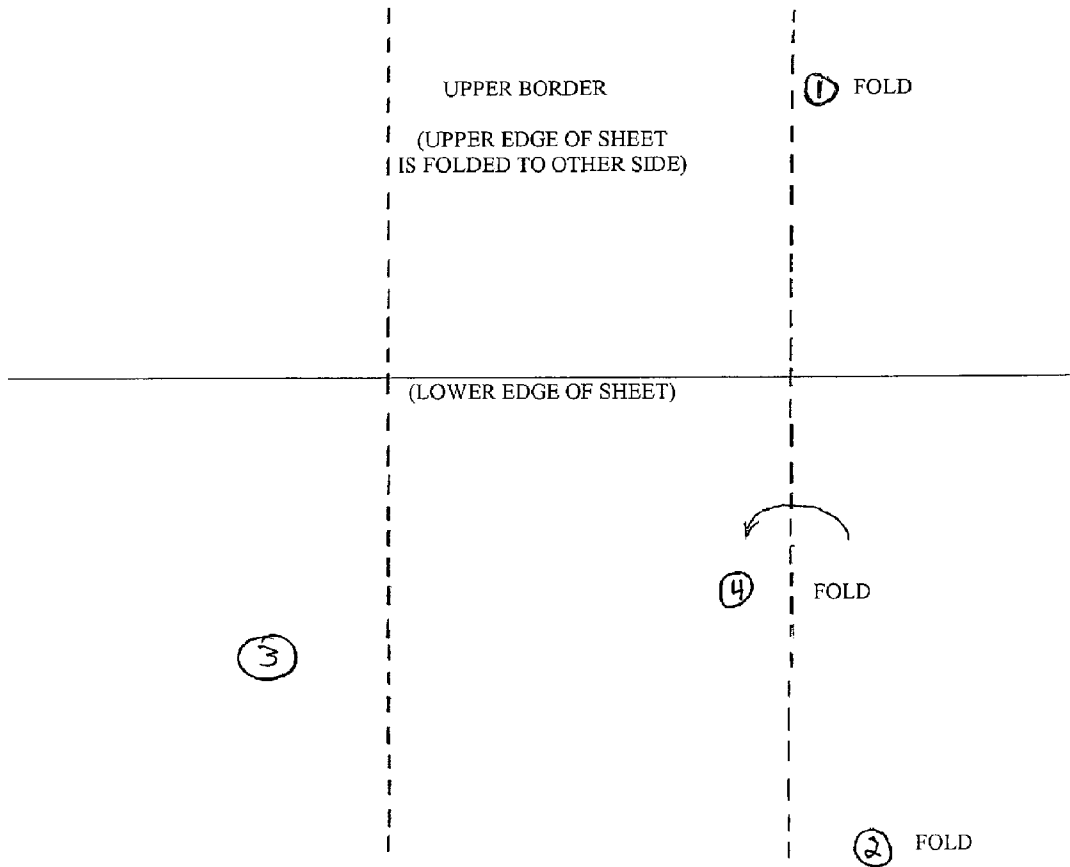 UPPER BORDER
① FOLD
(UPPER EDGE OF SHEET
IS FOLDED TO OTHER SIDE)
(LOWER EDGE OF SHEET)
④ FOLD
③
② FOLD